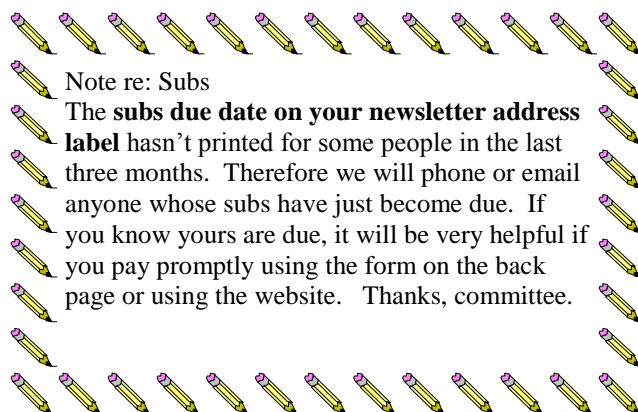 Note re: Subs
The subs due date on your newsletter address
label hasn't printed for some people in the last
three months.  Therefore we will phone or email
anyone whose subs have just become due.  If
you know yours are due, it will be very helpful if
you pay promptly using the form on the back
page or using the website.   Thanks, committee.